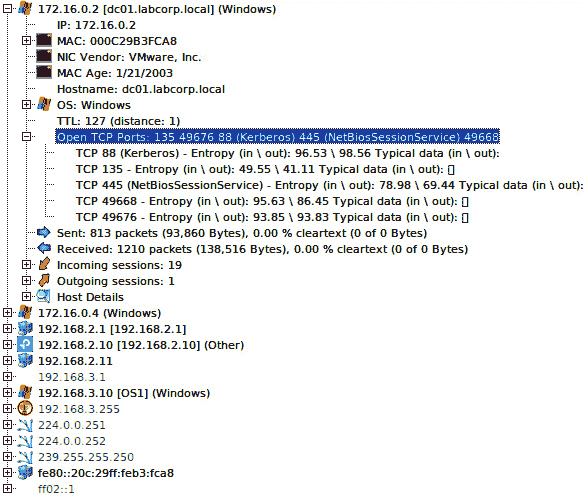 172.16.0.2 [dc01.labcorp.local] (Windows)
IP: 172.16.0.2
MAC: 000C29B3FCA8
NIC Vendor: VMware, Inc.
MAC Age: 1/21/2003
Hostname: dc01.labcorp.local
OS: Windows
TTL: 127 (distance: 1)
Open TCP Ports: 135 49676 88 (Kerberos) 445 (NetBiosSessionService) 49668
TCP 88 (Kerberos) - Entropy (in \ out): 96.53 \ 98.56 Typical data (in \ out):
TCP 135 - Entropy (in \ out): 49.55 \ 41.11 Typical data (in \ out): []
TCP 445 (NetBiosSessionService) - Entropy (in \ out): 78.98 \ 69.44 Typical data (in \ out):
TCP 49668 - Entropy (in \ out): 95.63 \ 86.45 Typical data (in \ out): []
TCP 49676 - Entropy (in \ out): 93.85 \ 93.83 Typical data (in \ out): []
Sent: 813 packets (93,860 Bytes), 0.00 % cleartext (0 of 0 Bytes)
Received: 1210 packets (138,516 Bytes), 0.00 % cleartext (0 of 0 Bytes)
Incoming sessions: 19
Outgoing sessions: 1
Host Details
172.16.0.4 (Windows)
192.168.2.1 [192.168.2.1]
192.168.2.10 [192.168.2.10] (Other)
192.168.2.11
192.168.3.1
192.168.3.10 [OS1] (Windows)
192.168.3.255
224.0.0.251
224.0.0.252
239.255.255.250
fe80::20c:29ff:feb3:fca8
ff02::1